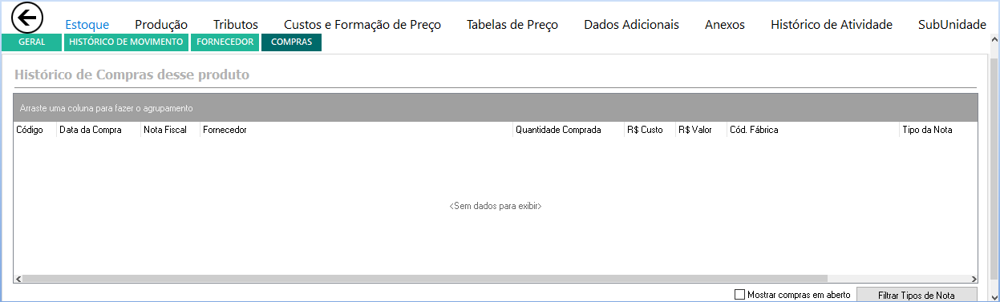 Estoque Produção Tributos Custos e Formação de Preço Tabelas de Preço Dados Adicionais Anexos Histórico de Atividade SubUnidade
GERAL HISTÓRICO DE MOVIMENTO FORNECEDOR COMPRAS
Histórico de Compras desse produto
Arraste uma coluna para fazer o agrupamento
Código Data da Compra Nota Fiscal Fornecedor Quantidade Comprada R$ Custo R$ Valor Cód. Fábrica Tipo da Nota
<Sem dados para exibir>
Mostrar compras em aberto Filtrar Tipos de Nota